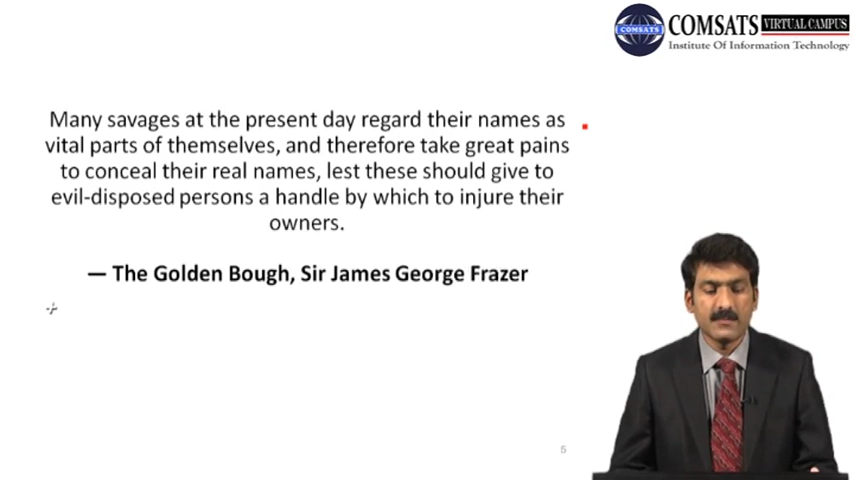 COMSATS VIRTUAL CAMPUS
COMSATS Institute Of Information Technology
Many savages at the present day regard their names as
vital parts of themselves, and therefore take great pains
to conceal their real names, lest these should give to
evil-disposed persons a handle by which to injure their
owners.
— The Golden Bough, Sir James George Frazer
5